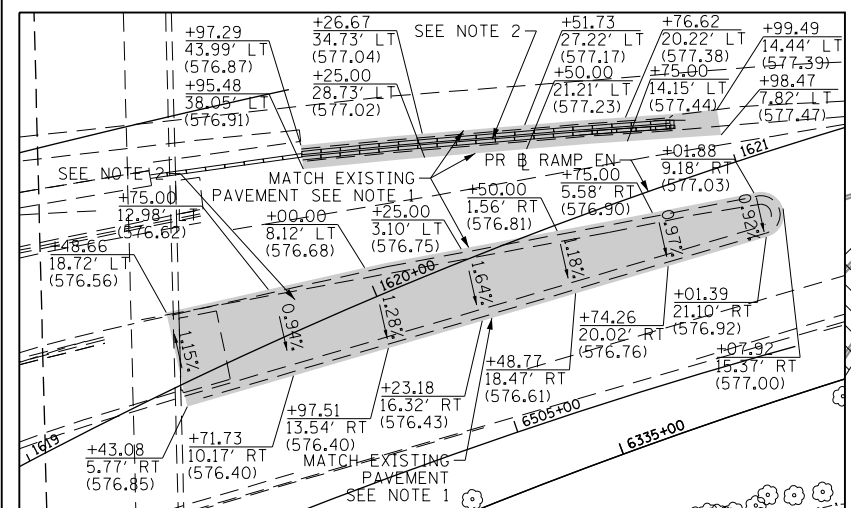 +97.29
43.99' LT
(576.87)
+95.48
38.05' LT
(576.91)
+26.67
34.73' LT
(577.04)
+25.00
28.73' LT
(577.02)
SEE NOTE 2
+51.73
27.22' LT
(577.17)
+50.00
21.21' LT
(577.23)
+76.62
20.22' LT
(577.38)
+75.00
14.15' LT
(577.44)
+99.49
14.44' LT
(577.39)
+98.47
7.82' LT
(577.47)
SEE NOTE 2
MATCH EXISTING
PAVEMENT SEE NOTE 1
PR B RAMP EN
1621
+01.88
9.18' RT
(577.03)
+75.00
12.98' LT
(576.62)
+00.00
8.12' LT
(576.68)
+25.00
3.10' LT
(576.75)
+50.00
1.56' RT
(576.81)
+75.00
5.58' RT
(576.90)
+48.66
18.72' LT
(576.56)
1620+00
1.15%
0.94%
1.28%
1.64%
1.18%
0.97%
0.92%
+43.08
5.77' RT
(576.85)
+71.73
10.17' RT
(576.40)
+97.51
13.54' RT
(576.40)
+23.18
16.32' RT
(576.43)
+48.77
18.47' RT
(576.61)
+74.26
20.02' RT
(576.76)
+01.39
21.10' RT
(576.92)
+07.92
15.37' RT
(577.00)
1619
MATCH EXISTING
PAVEMENT
SEE NOTE 1
6505+00
6335+00